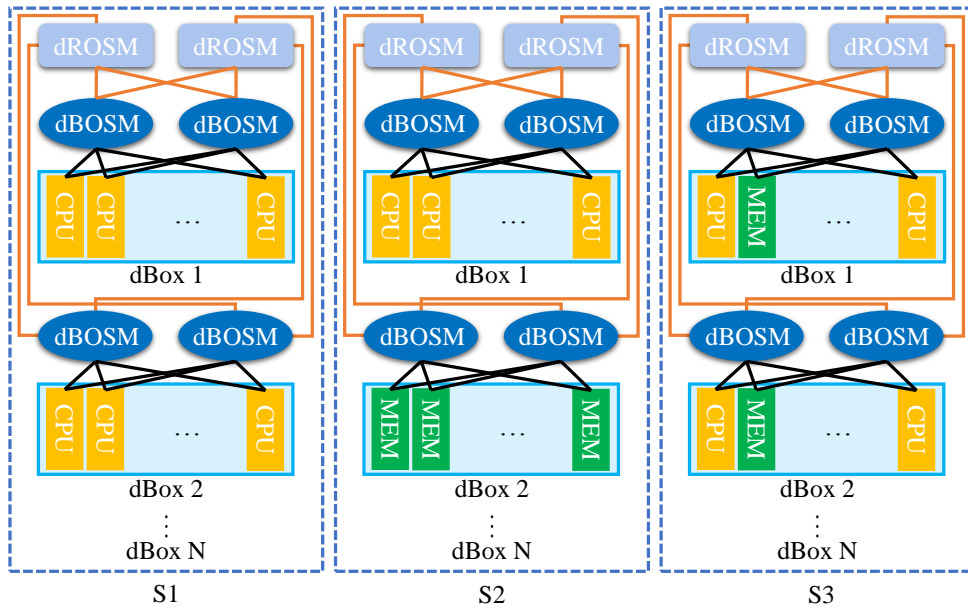 dROSM dROSM
dBOSM dBOSM
CPU CPU … CPU
dBox 1
dBOSM dBOSM
CPU CPU … CPU
dBox 2
⋮
dBox N
S1
dROSM dROSM
dBOSM dBOSM
CPU CPU … CPU
dBox 1
dBOSM dBOSM
MEM MEM … MEM
dBox 2
⋮
dBox N
S2
dROSM dROSM
dBOSM dBOSM
CPU MEM … CPU
dBox 1
dBOSM dBOSM
CPU MEM … CPU
dBox 2
⋮
dBox N
S3